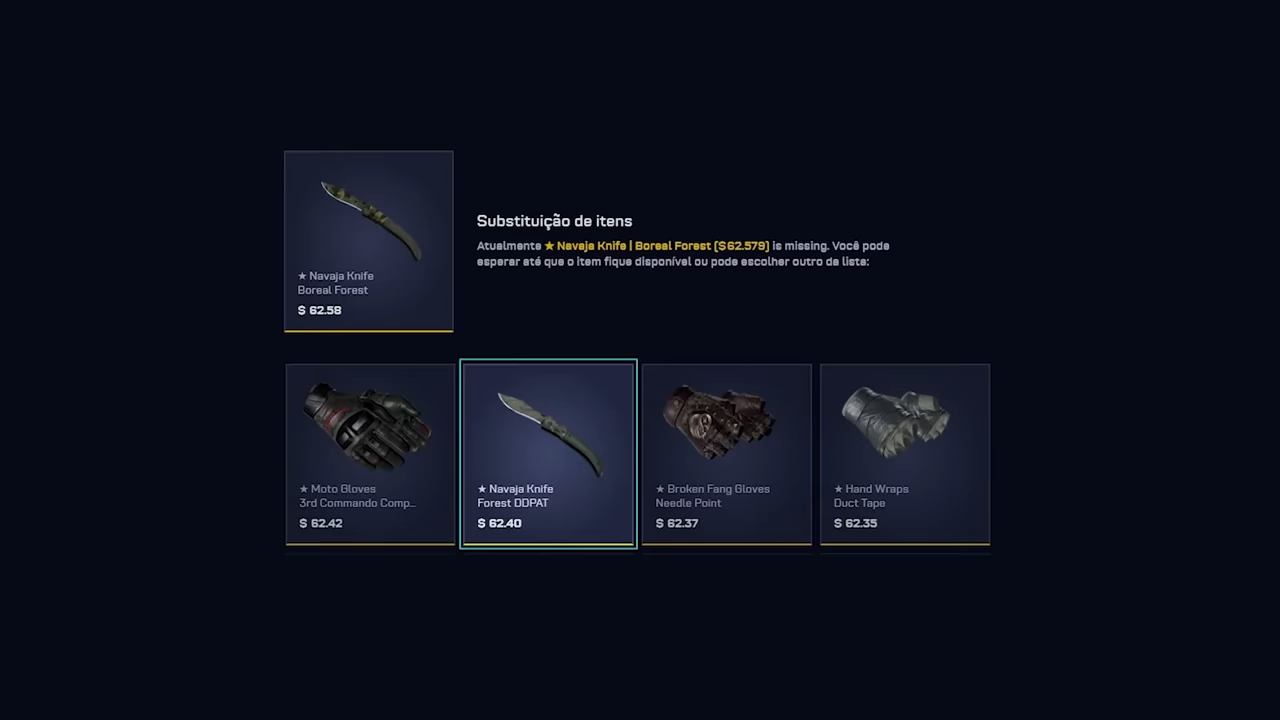 ★ Navaja Knife
Boreal Forest
$ 62.58
Substituição de itens
Atualmente ★ Navaja Knife | Boreal Forest ($62.579) is missing. Você pode
esperar até que o item fique disponível ou pode escolher outro da lista:
★ Moto Gloves
3rd Commando Comp...
$ 62.42
★ Navaja Knife
Forest DDPAT
$ 62.40
★ Broken Fang Gloves
Needle Point
$ 62.37
★ Hand Wraps
Duct Tape
$ 62.35